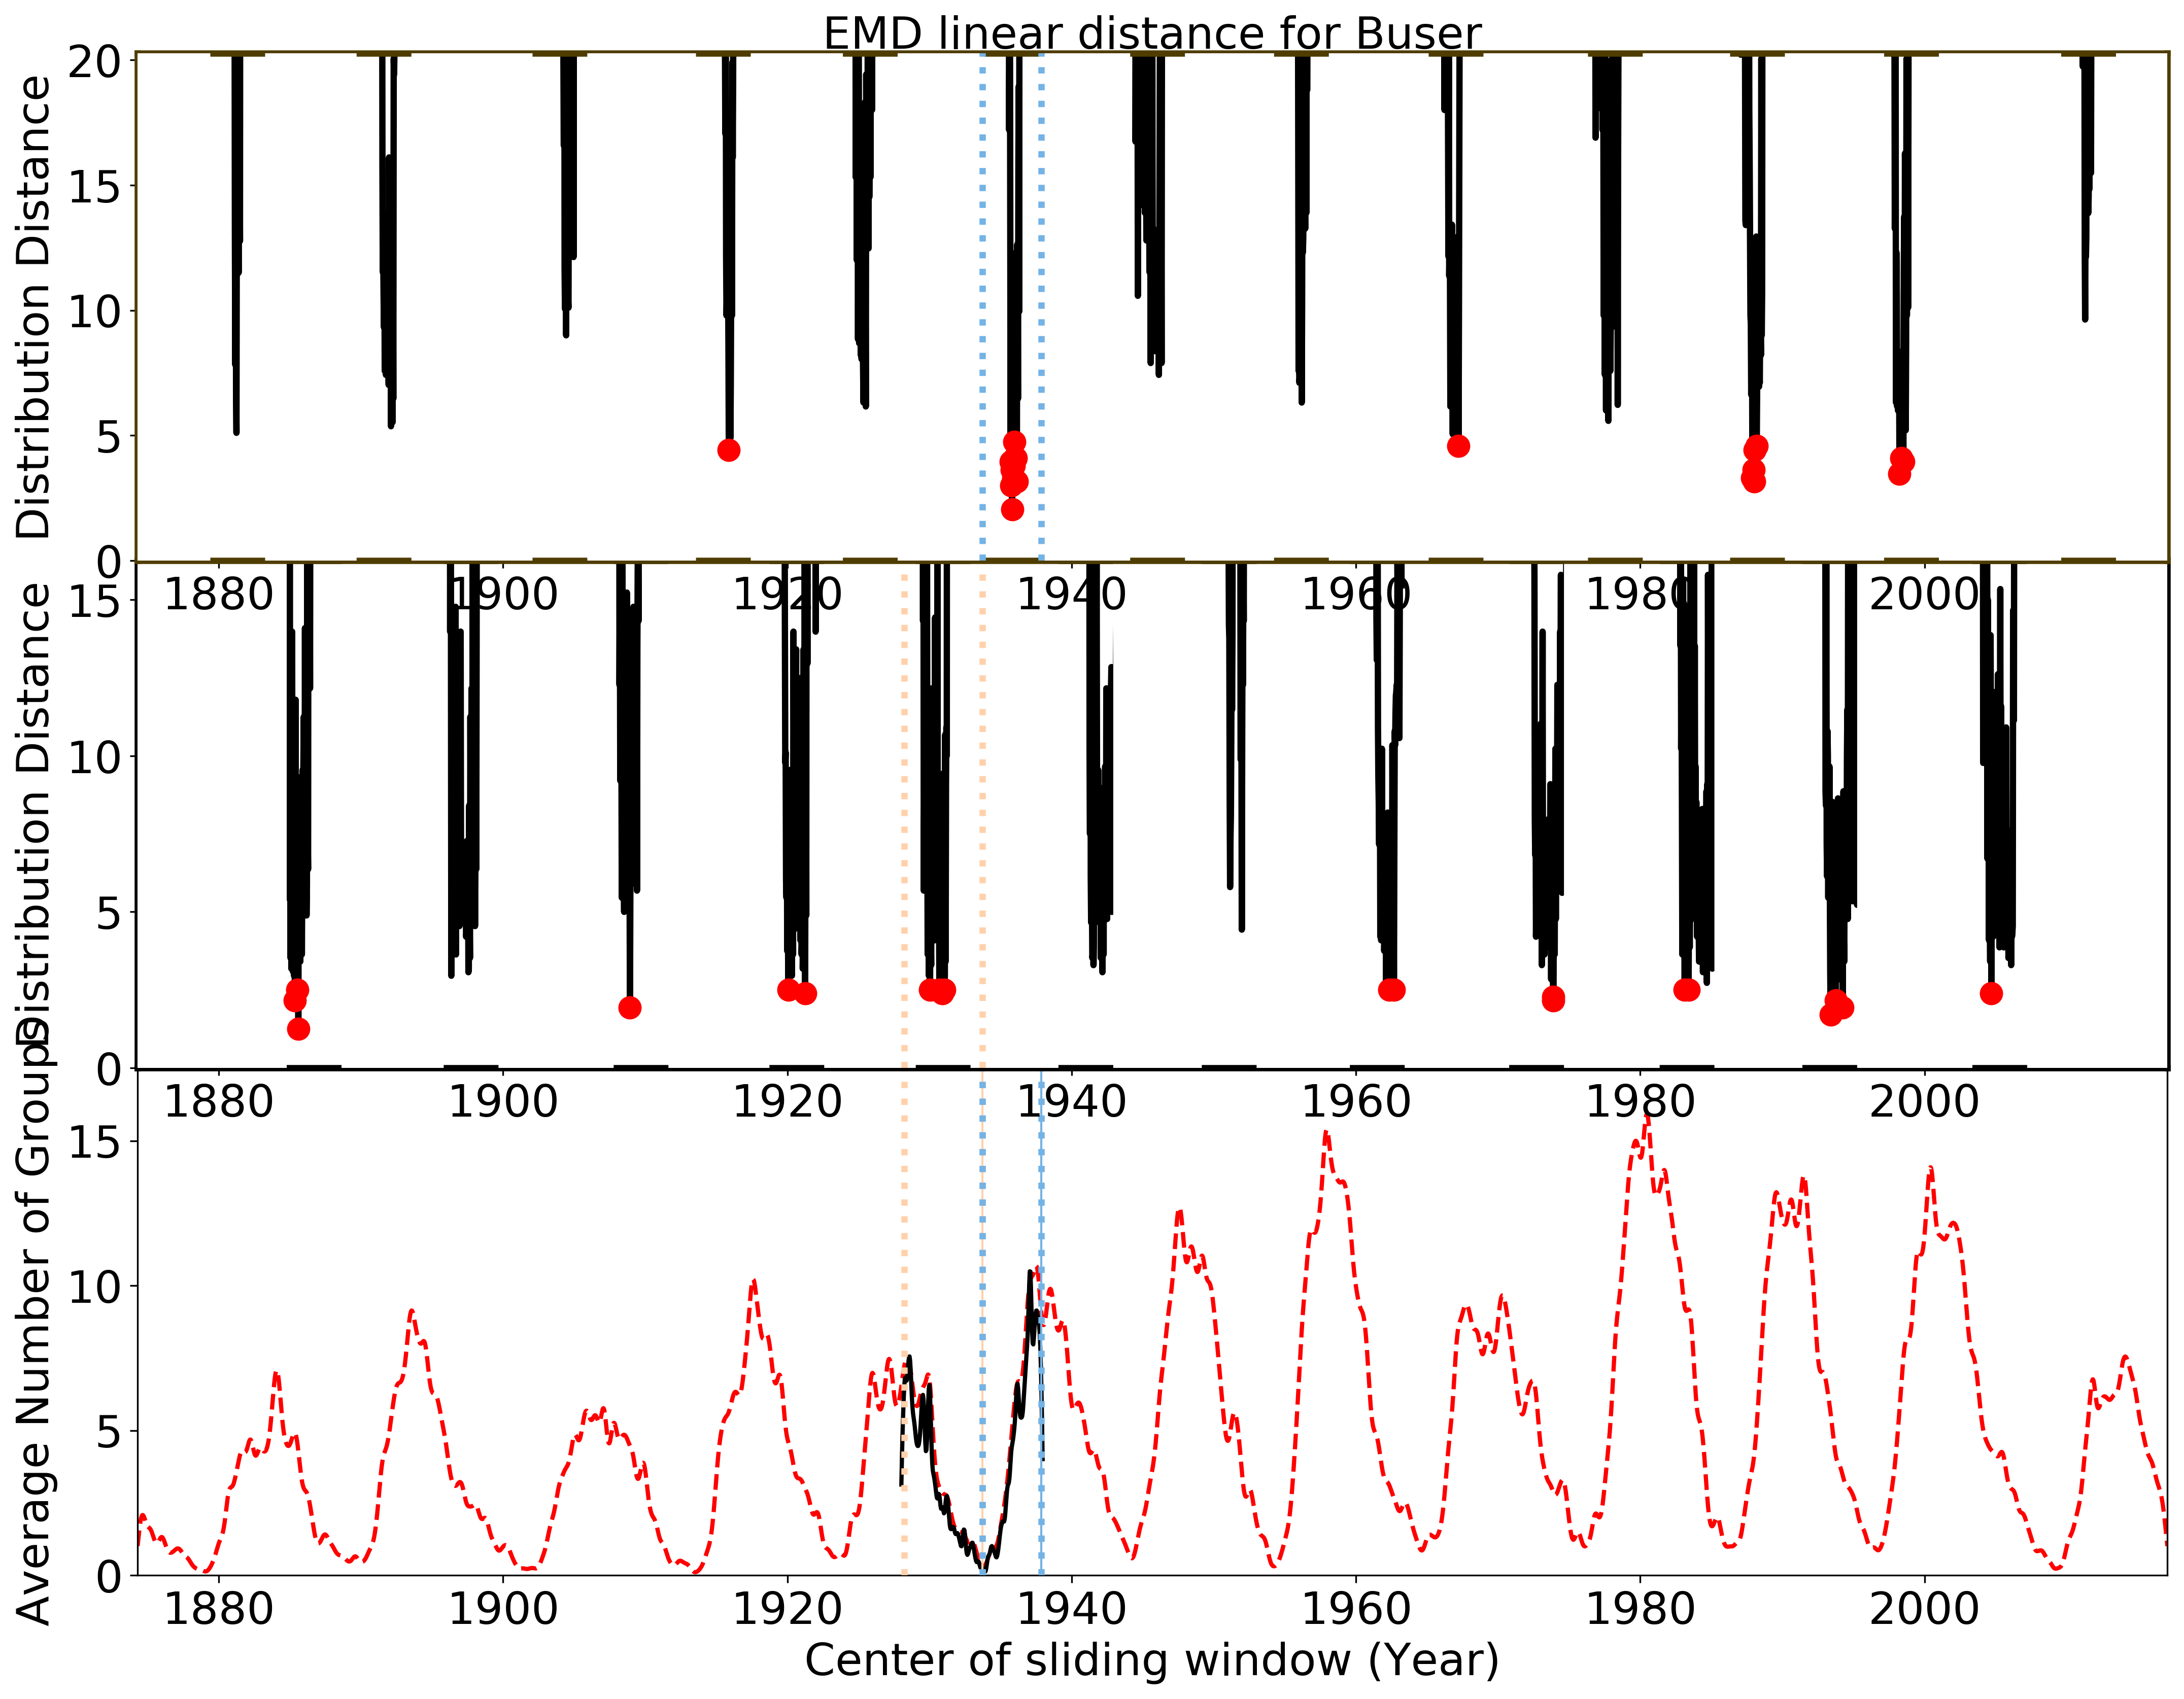 EMD linear distance for Buser
Distribution Distance
20
15
10
5
0
1880 1900 1920 1940 1960 1980 2000
Distribution Distance
15
10
5
0
1880 1900 1920 1940 1960 1980 2000
Average Number of Groups
15
10
5
0
1880 1900 1920 1940 1960 1980 2000
Center of sliding window (Year)